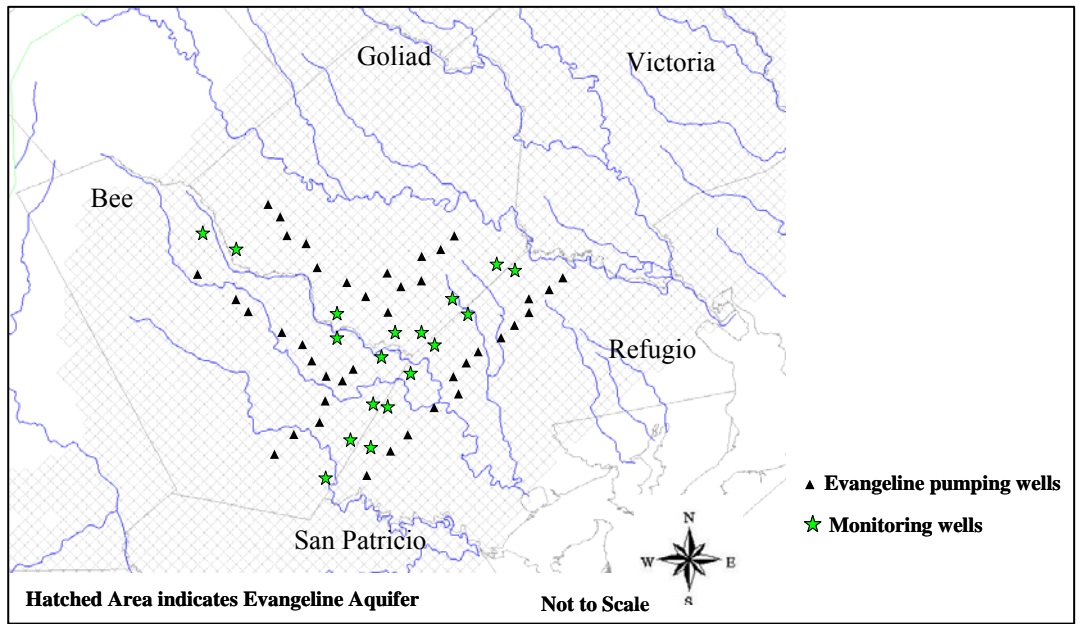 Goliad
Victoria
Bee
Refugio
Evangeline pumping wells
Monitoring wells
San Patricio
N
W E
S
Hatched Area indicates Evangeline Aquifer
Not to Scale